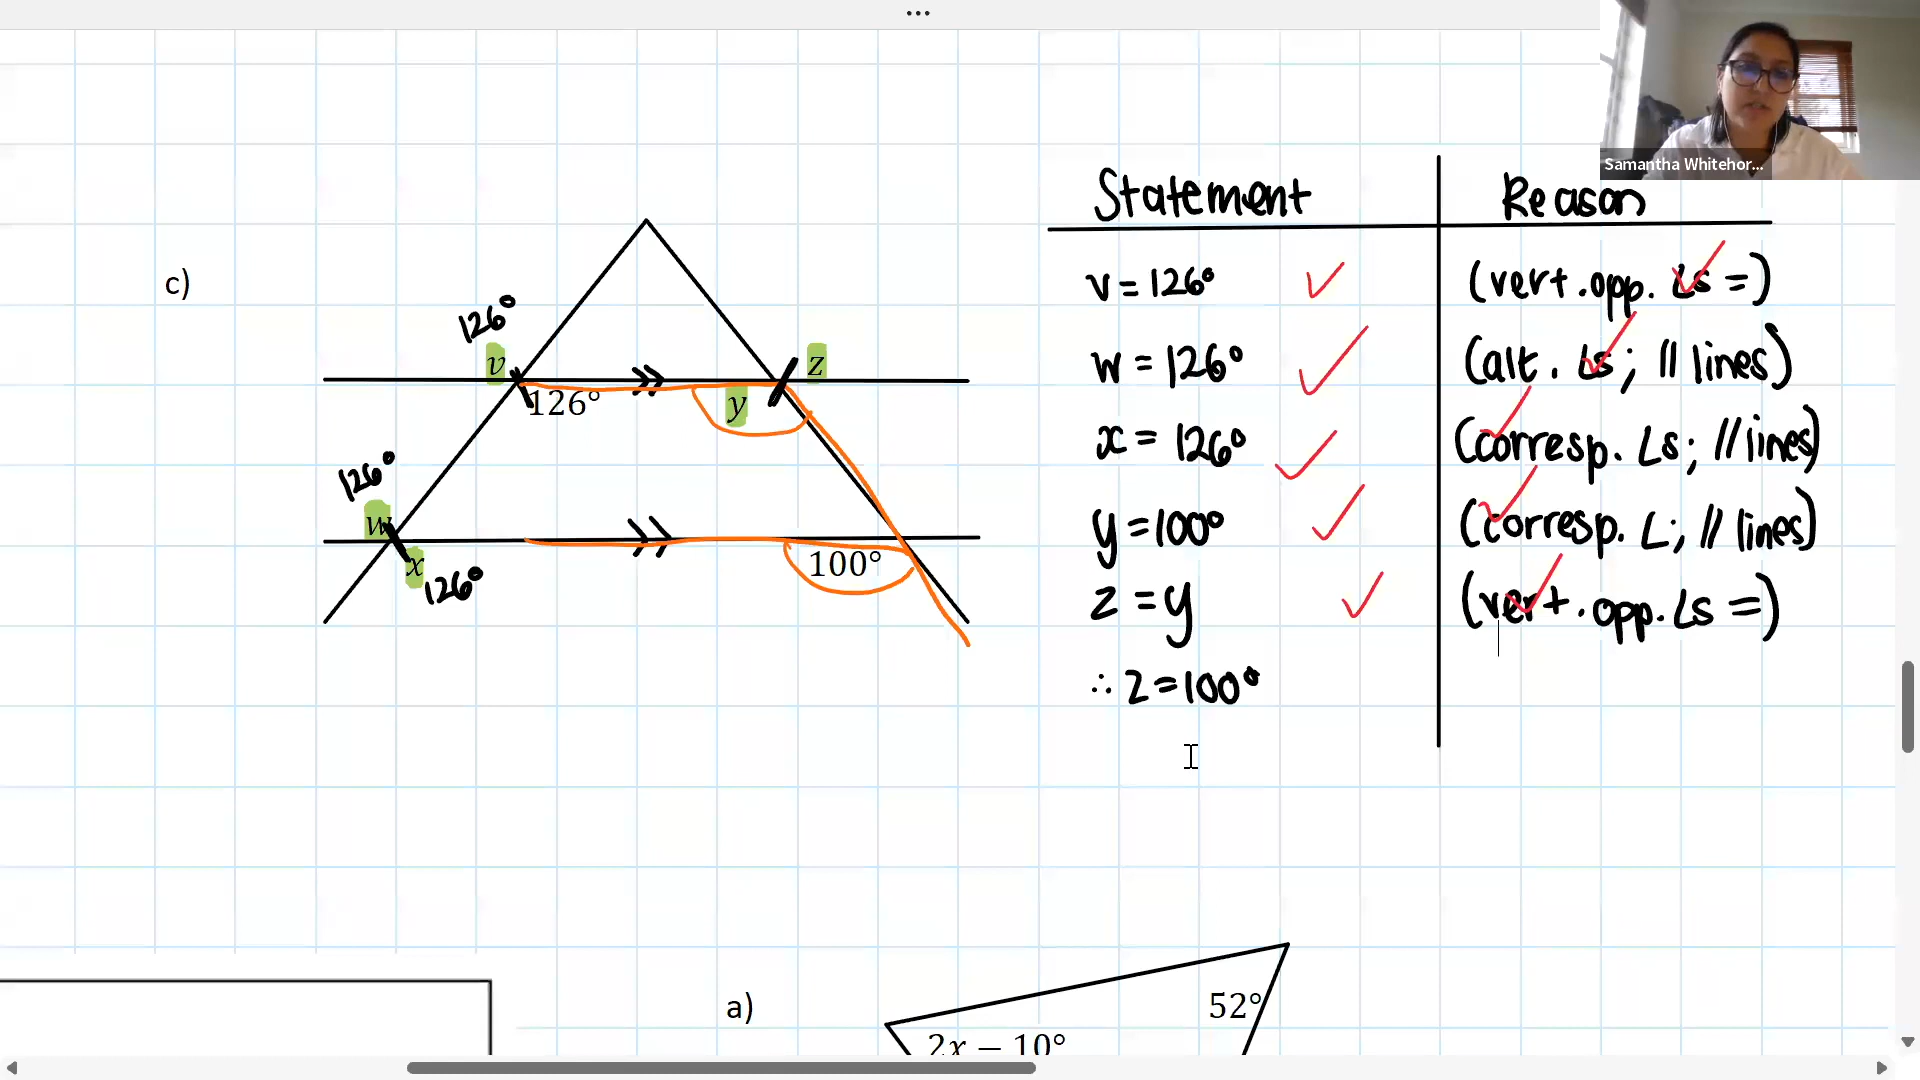 ...
Samantha Whitehor...
Statement Reason
c)
v = 126° (vert. opp. ∠s =)
126°
w = 126° (alt. ∠s; // lines)
v z
126° y
x = 126° (corresp. ∠s; // lines)
126°
y = 100° (corresp. ∠; // lines)
w
x 100°
126°
z = y (vert. opp. ∠s =)
∴ z = 100°
a) 52°
2x − 10°